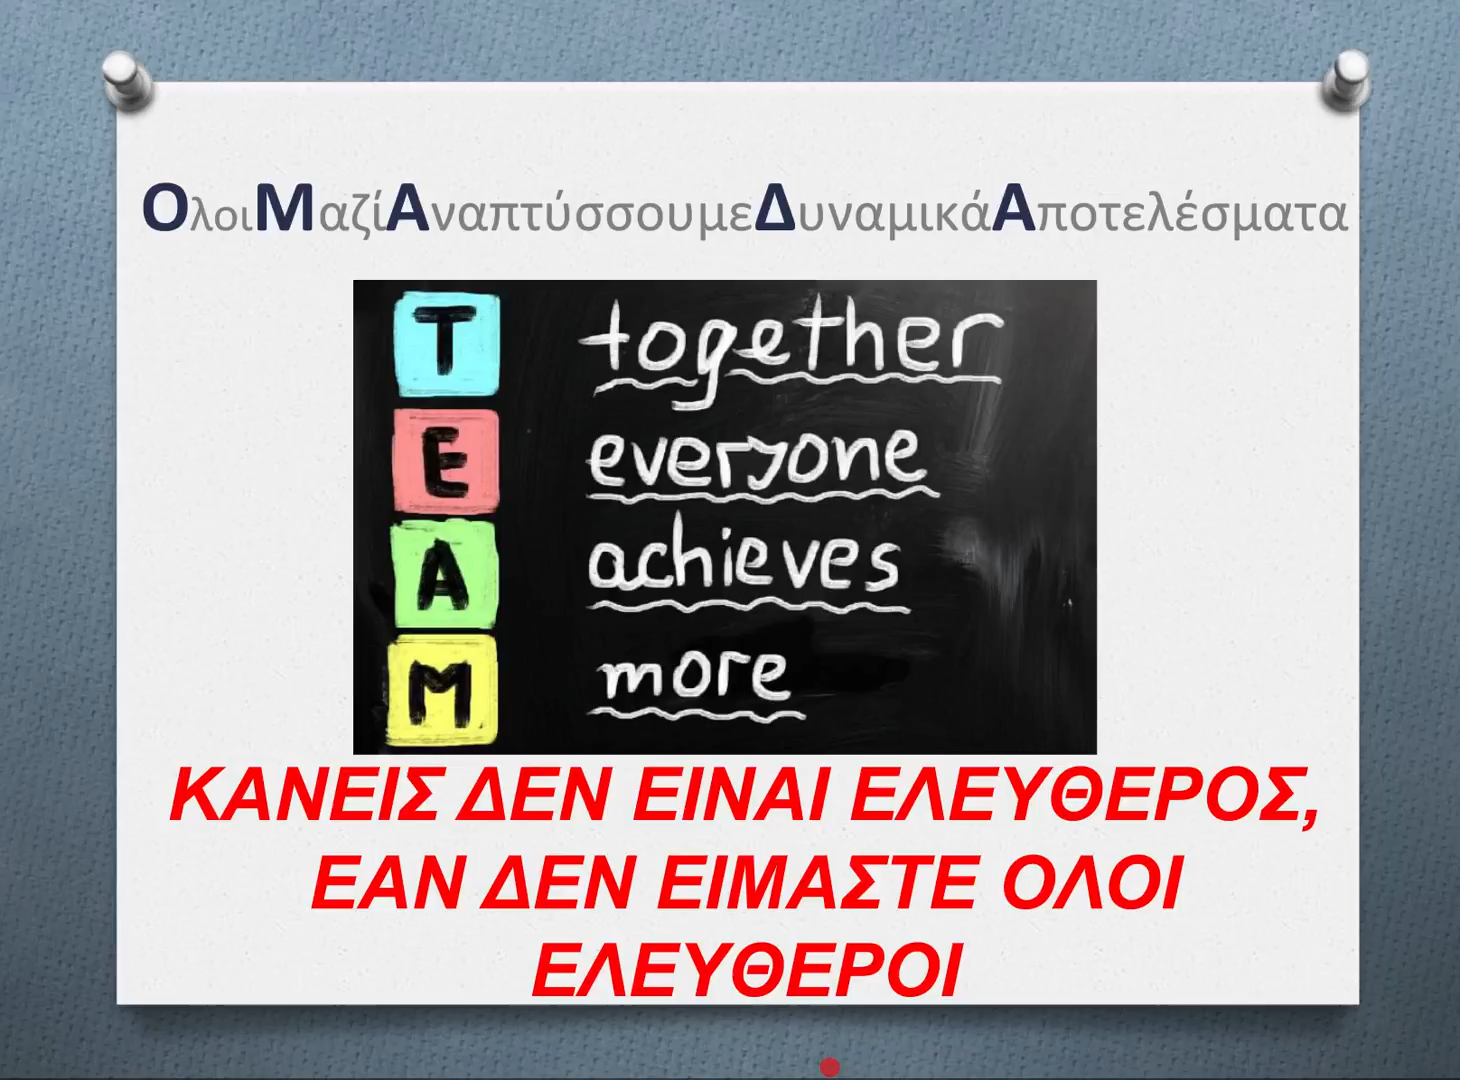 ΟλοιΜαζίΑναπτύσσουμεΔυναμικάΑποτελέσματα
T together
E everyone
A achieves
M more
ΚΑΝΕΙΣ ΔΕΝ ΕΙΝΑΙ ΕΛΕΥΘΕΡΟΣ,
ΕΑΝ ΔΕΝ ΕΙΜΑΣΤΕ ΟΛΟΙ
ΕΛΕΥΘΕΡΟΙ